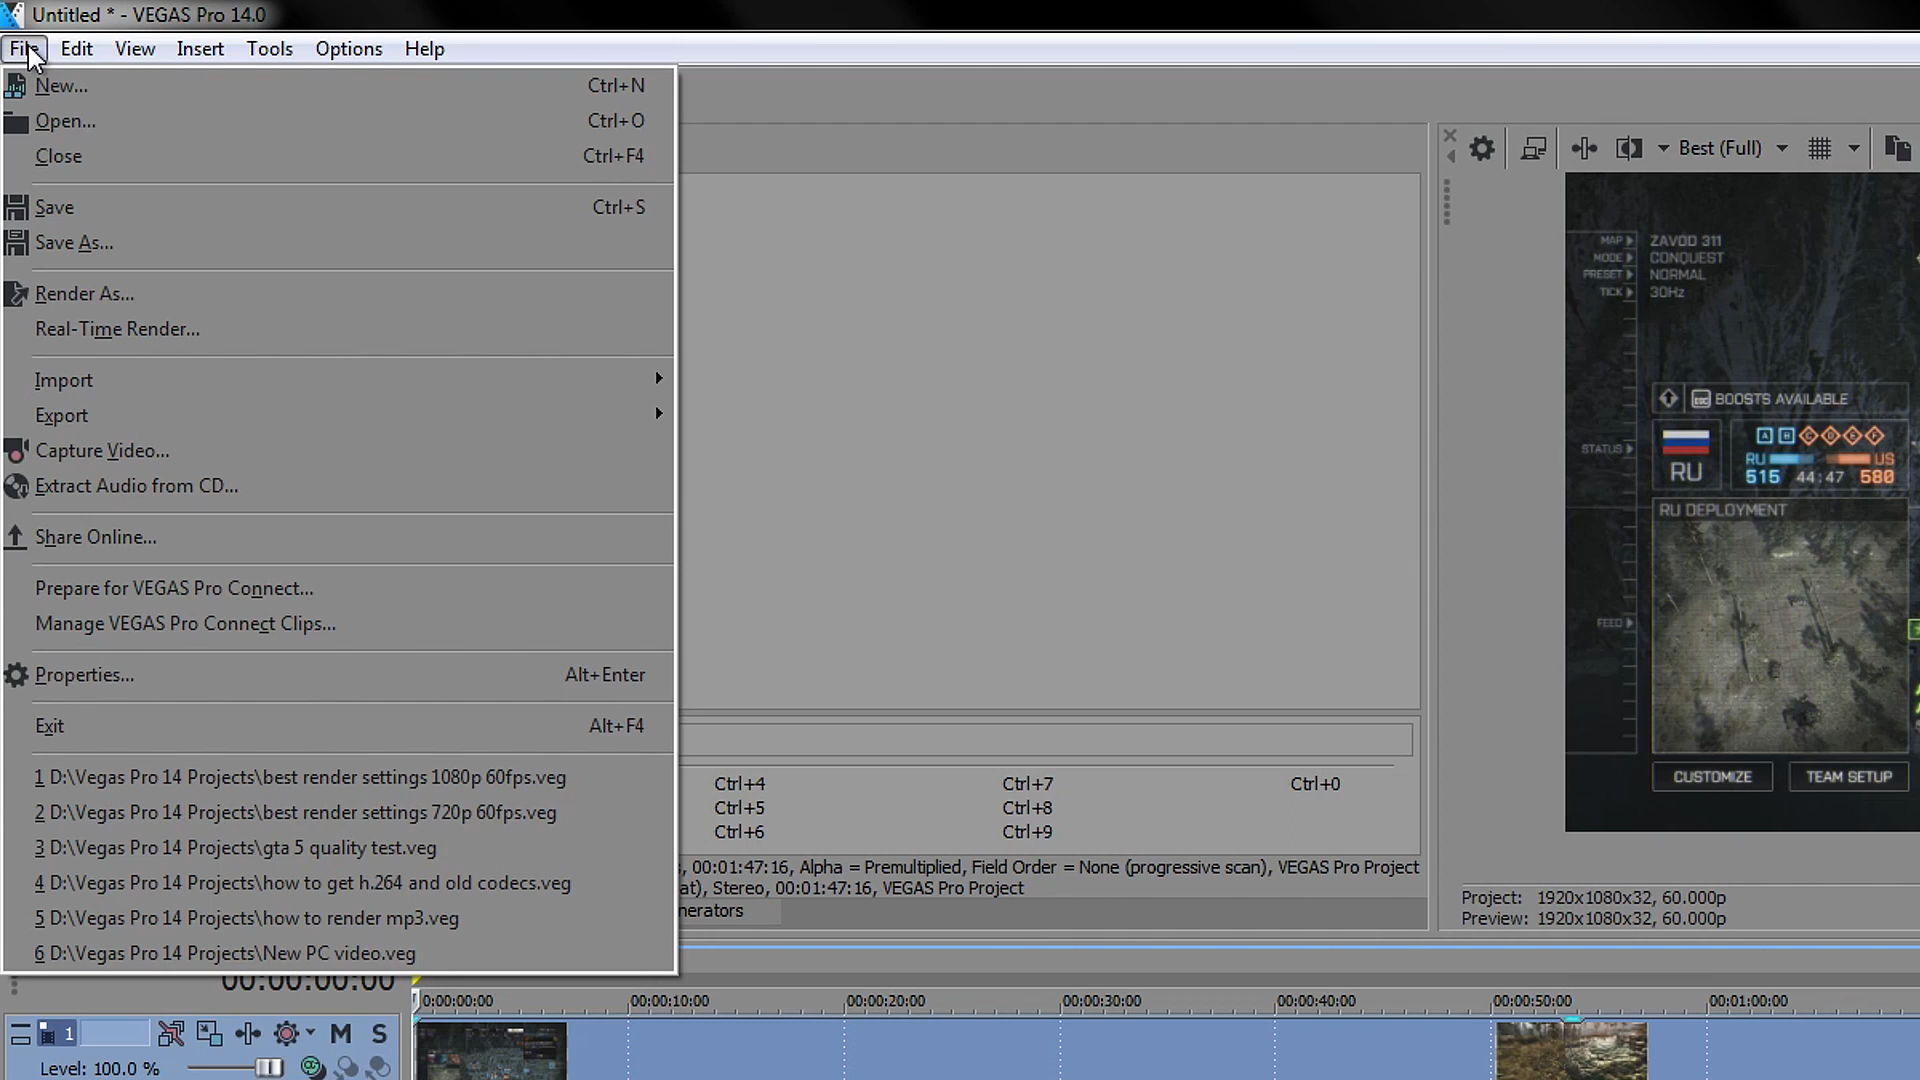 Untitled * - VEGAS Pro 14.0
File Edit View Insert Tools Options Help
New... Ctrl+N
Open... Ctrl+O
Close Ctrl+F4
Save Ctrl+S
Save As...
Render As...
Real-Time Render...
Import
Export
Capture Video...
Extract Audio from CD...
Share Online...
Prepare for VEGAS Pro Connect...
Manage VEGAS Pro Connect Clips...
Properties... Alt+Enter
Exit Alt+F4
1 D:\Vegas Pro 14 Projects\best render settings 1080p 60fps.veg
2 D:\Vegas Pro 14 Projects\best render settings 720p 60fps.veg
3 D:\Vegas Pro 14 Projects\gta 5 quality test.veg
4 D:\Vegas Pro 14 Projects\how to get h.264 and old codecs.veg
5 D:\Vegas Pro 14 Projects\how to render mp3.veg
6 D:\Vegas Pro 14 Projects\New PC video.veg
Best (Full)
MAP ZAVOD 311
MODE CONQUEST
PRESET NORMAL
TICK 30Hz
BOOSTS AVAILABLE
STATUS
RU
A B C D E F
RU US
515 44:47 580
RU DEPLOYMENT
FEED
CUSTOMIZE TEAM SETUP
Ctrl+4 Ctrl+7 Ctrl+0
Ctrl+5 Ctrl+8
Ctrl+6 Ctrl+9
, 00:01:47:16, Alpha = Premultiplied, Field Order = None (progressive scan), VEGAS Pro Project
at), Stereo, 00:01:47:16, VEGAS Pro Project
nerators
Project: 1920x1080x32, 60.000p
Preview: 1920x1080x32, 60.000p
00:00:00:00
0:00:00:00 00:00:10:00 00:00:20:00 00:00:30:00 00:00:40:00 00:00:50:00 00:01:00:00
1 M S
Level: 100.0 %